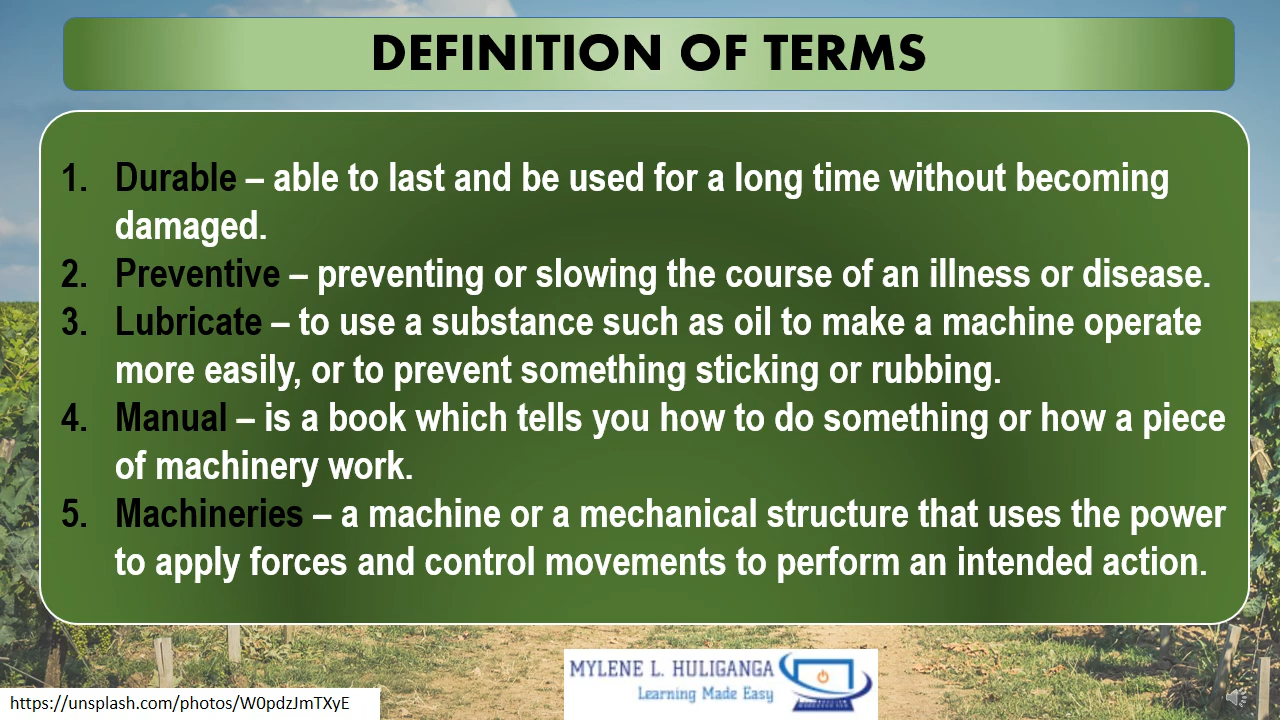 DEFINITION OF TERMS
1. Durable – able to last and be used for a long time without becoming
damaged.
2. Preventive – preventing or slowing the course of an illness or disease.
3. Lubricate – to use a substance such as oil to make a machine operate
more easily, or to prevent something sticking or rubbing.
4. Manual – is a book which tells you how to do something or how a piece
of machinery work.
5. Machineries – a machine or a mechanical structure that uses the power
to apply forces and control movements to perform an intended action.
MYLENE L. HULIGANGA
Learning Made Easy
https://unsplash.com/photos/W0pdzJmTXyE